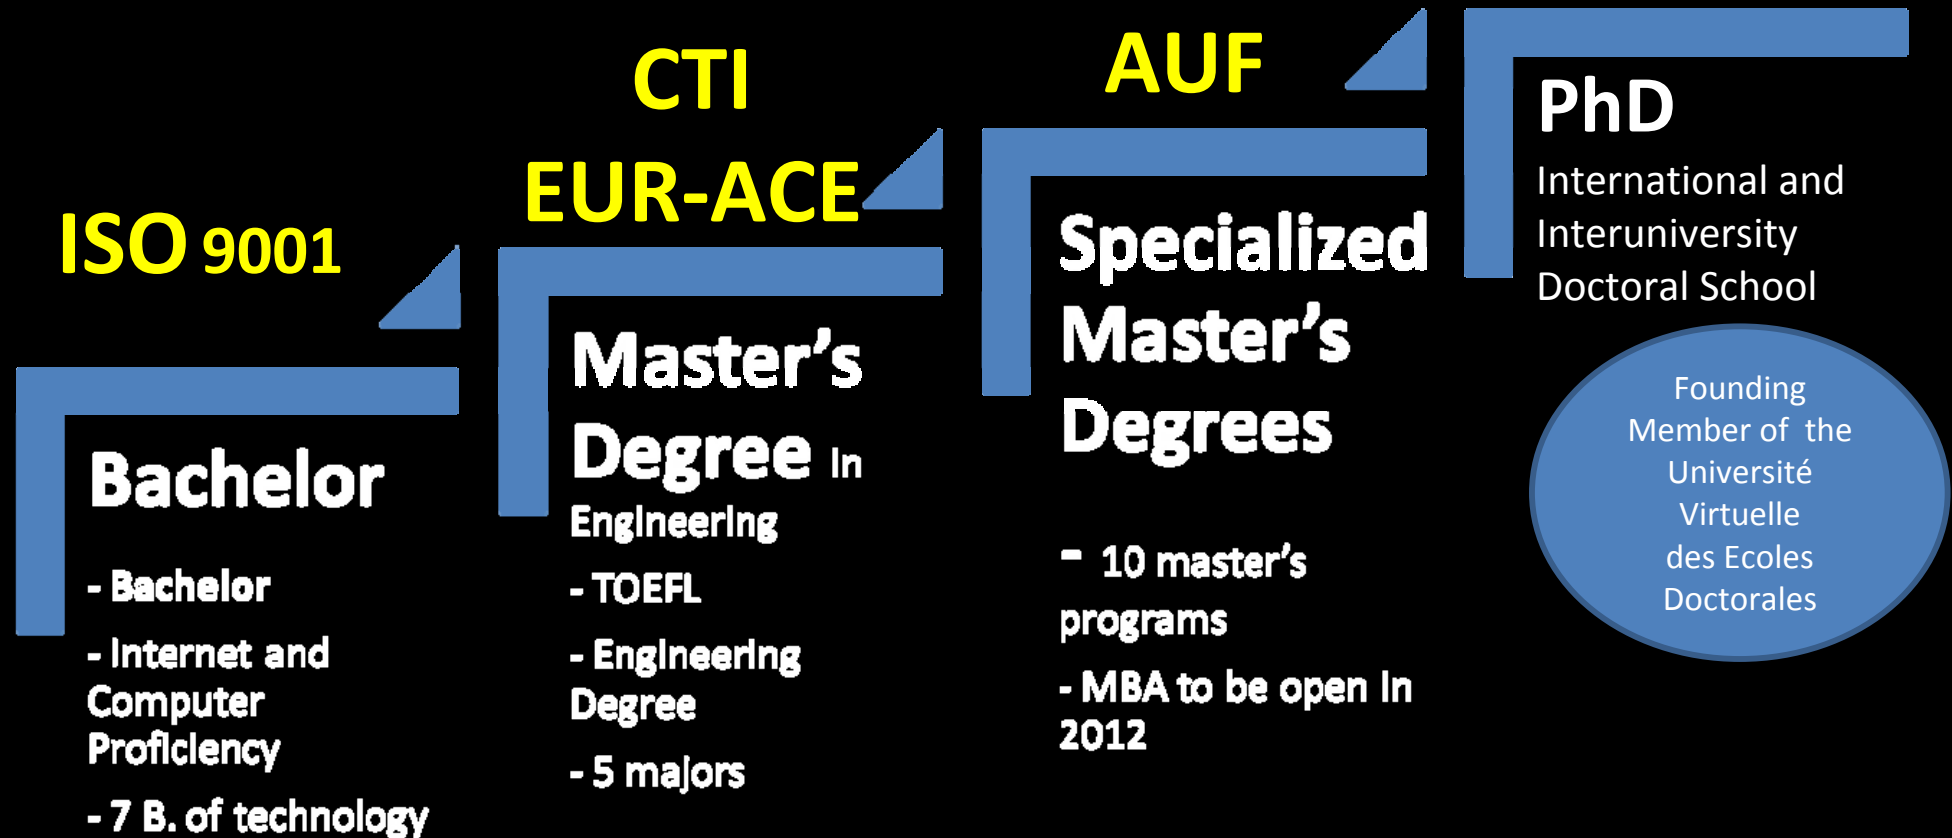 ISO 9001
Bachelor
- Bachelor
- Internet and
Computer
Proficiency
- 7 B. of technology
CTI
EUR-ACE
Master’s
Degree in
Engineering
- TOEFL
- Engineering
Degree
- 5 majors
AUF
Specialized
Master’s
Degrees
- 10 master’s
programs
- MBA to be open in
2012
PhD
International and
Interuniversity
Doctoral School
Founding
Member of the
Université
Virtuelle
des Ecoles
Doctorales